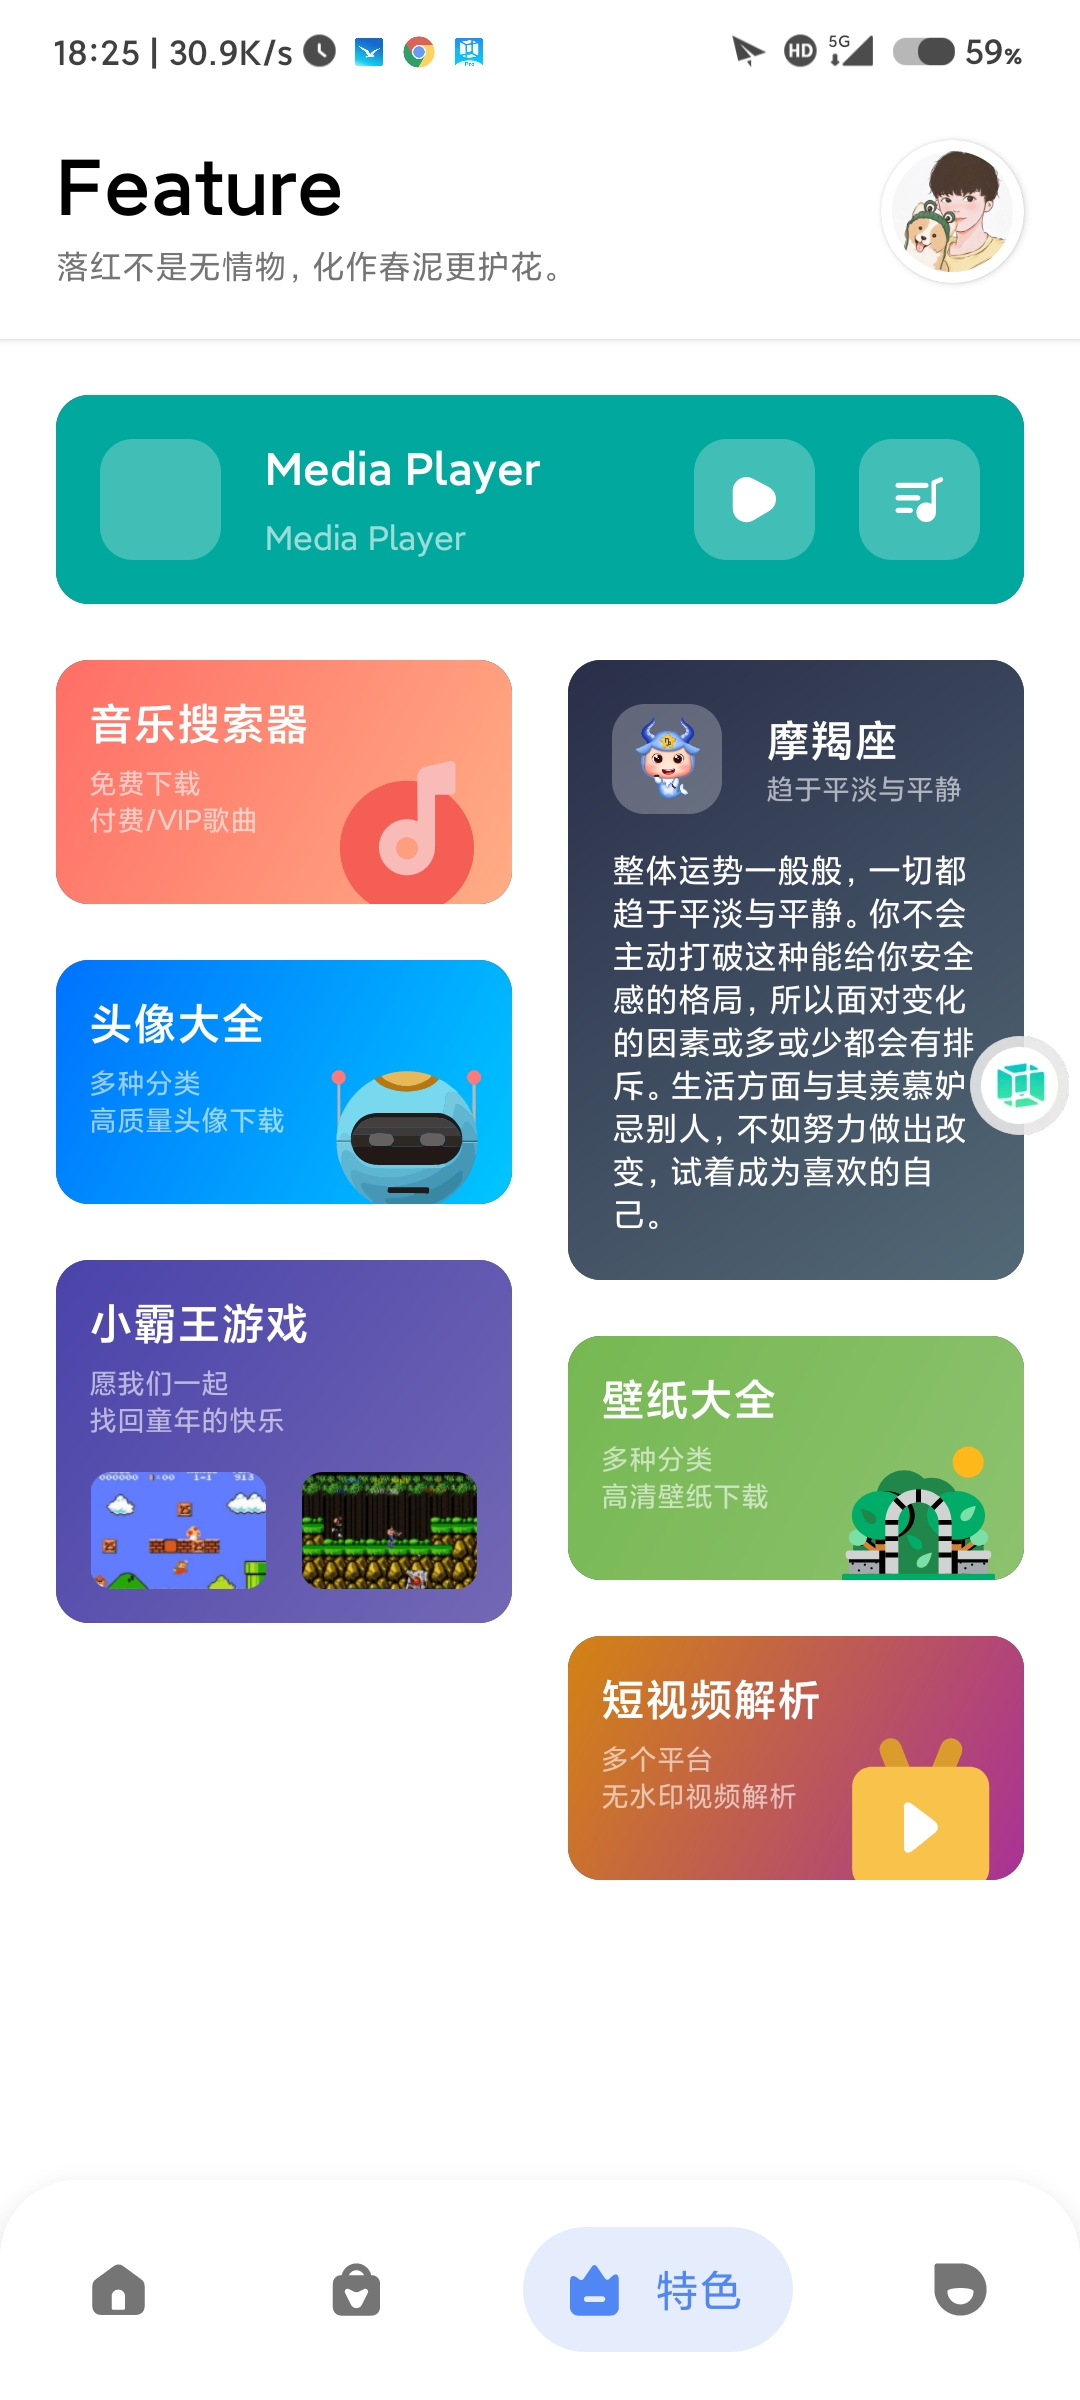 18:25 | 30.9K/s
HD 5G 59%
Feature
落红不是无情物，化作春泥更护花。
Media Player
Media Player
音乐搜索器
免费下载
付费/VIP歌曲
摩羯座
趋于平淡与平静
整体运势一般般，一切都
趋于平淡与平静。你不会
主动打破这种能给你安全
感的格局，所以面对变化
的因素或多或少都会有排
斥。生活方面与其羡慕妒
忌别人，不如努力做出改
变，试着成为喜欢的自
己。
头像大全
多种分类
高质量头像下载
小霸王游戏
愿我们一起
找回童年的快乐
000000 ×00 1-1 913
壁纸大全
多种分类
高清壁纸下载
短视频解析
多个平台
无水印视频解析
特色